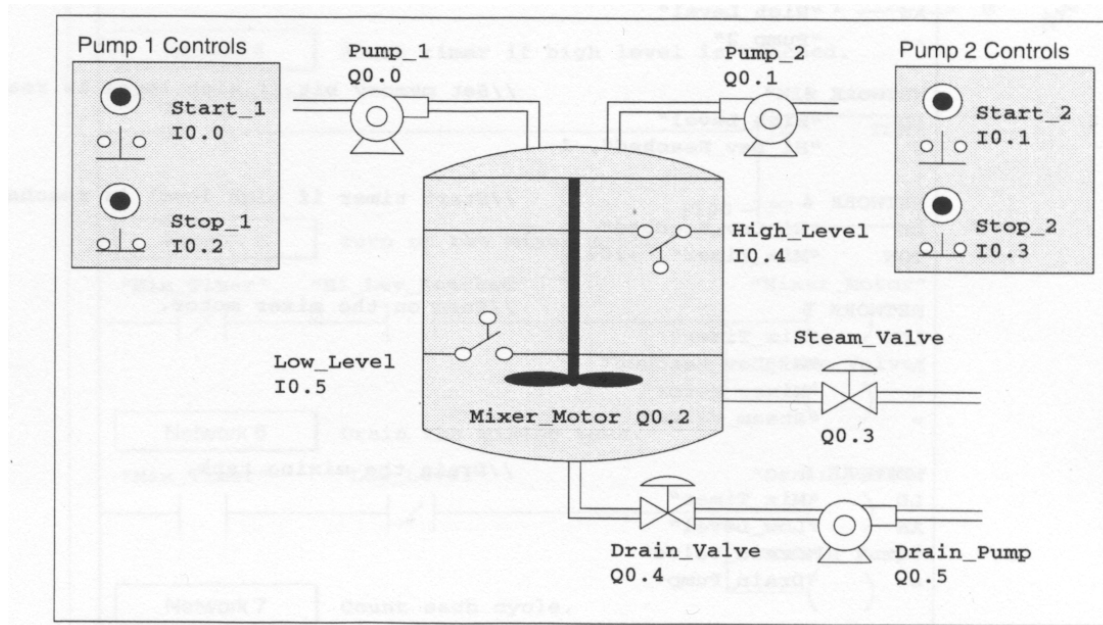 Pump 1 Controls
Start_1
I0.0
Stop_1
I0.2
Pump_1
Q0.0
Pump_2
Q0.1
Pump 2 Controls
Start_2
I0.1
Stop_2
I0.3
High_Level
I0.4
Low_Level
I0.5
Steam_Valve
Q0.3
Mixer_Motor Q0.2
Drain_Valve
Q0.4
Drain_Pump
Q0.5